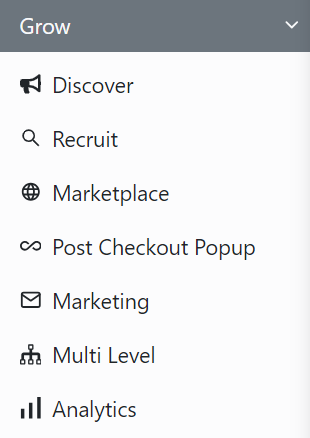 Grow
Discover
Recruit
Marketplace
Post Checkout Popup
Marketing
Multi Level
Analytics